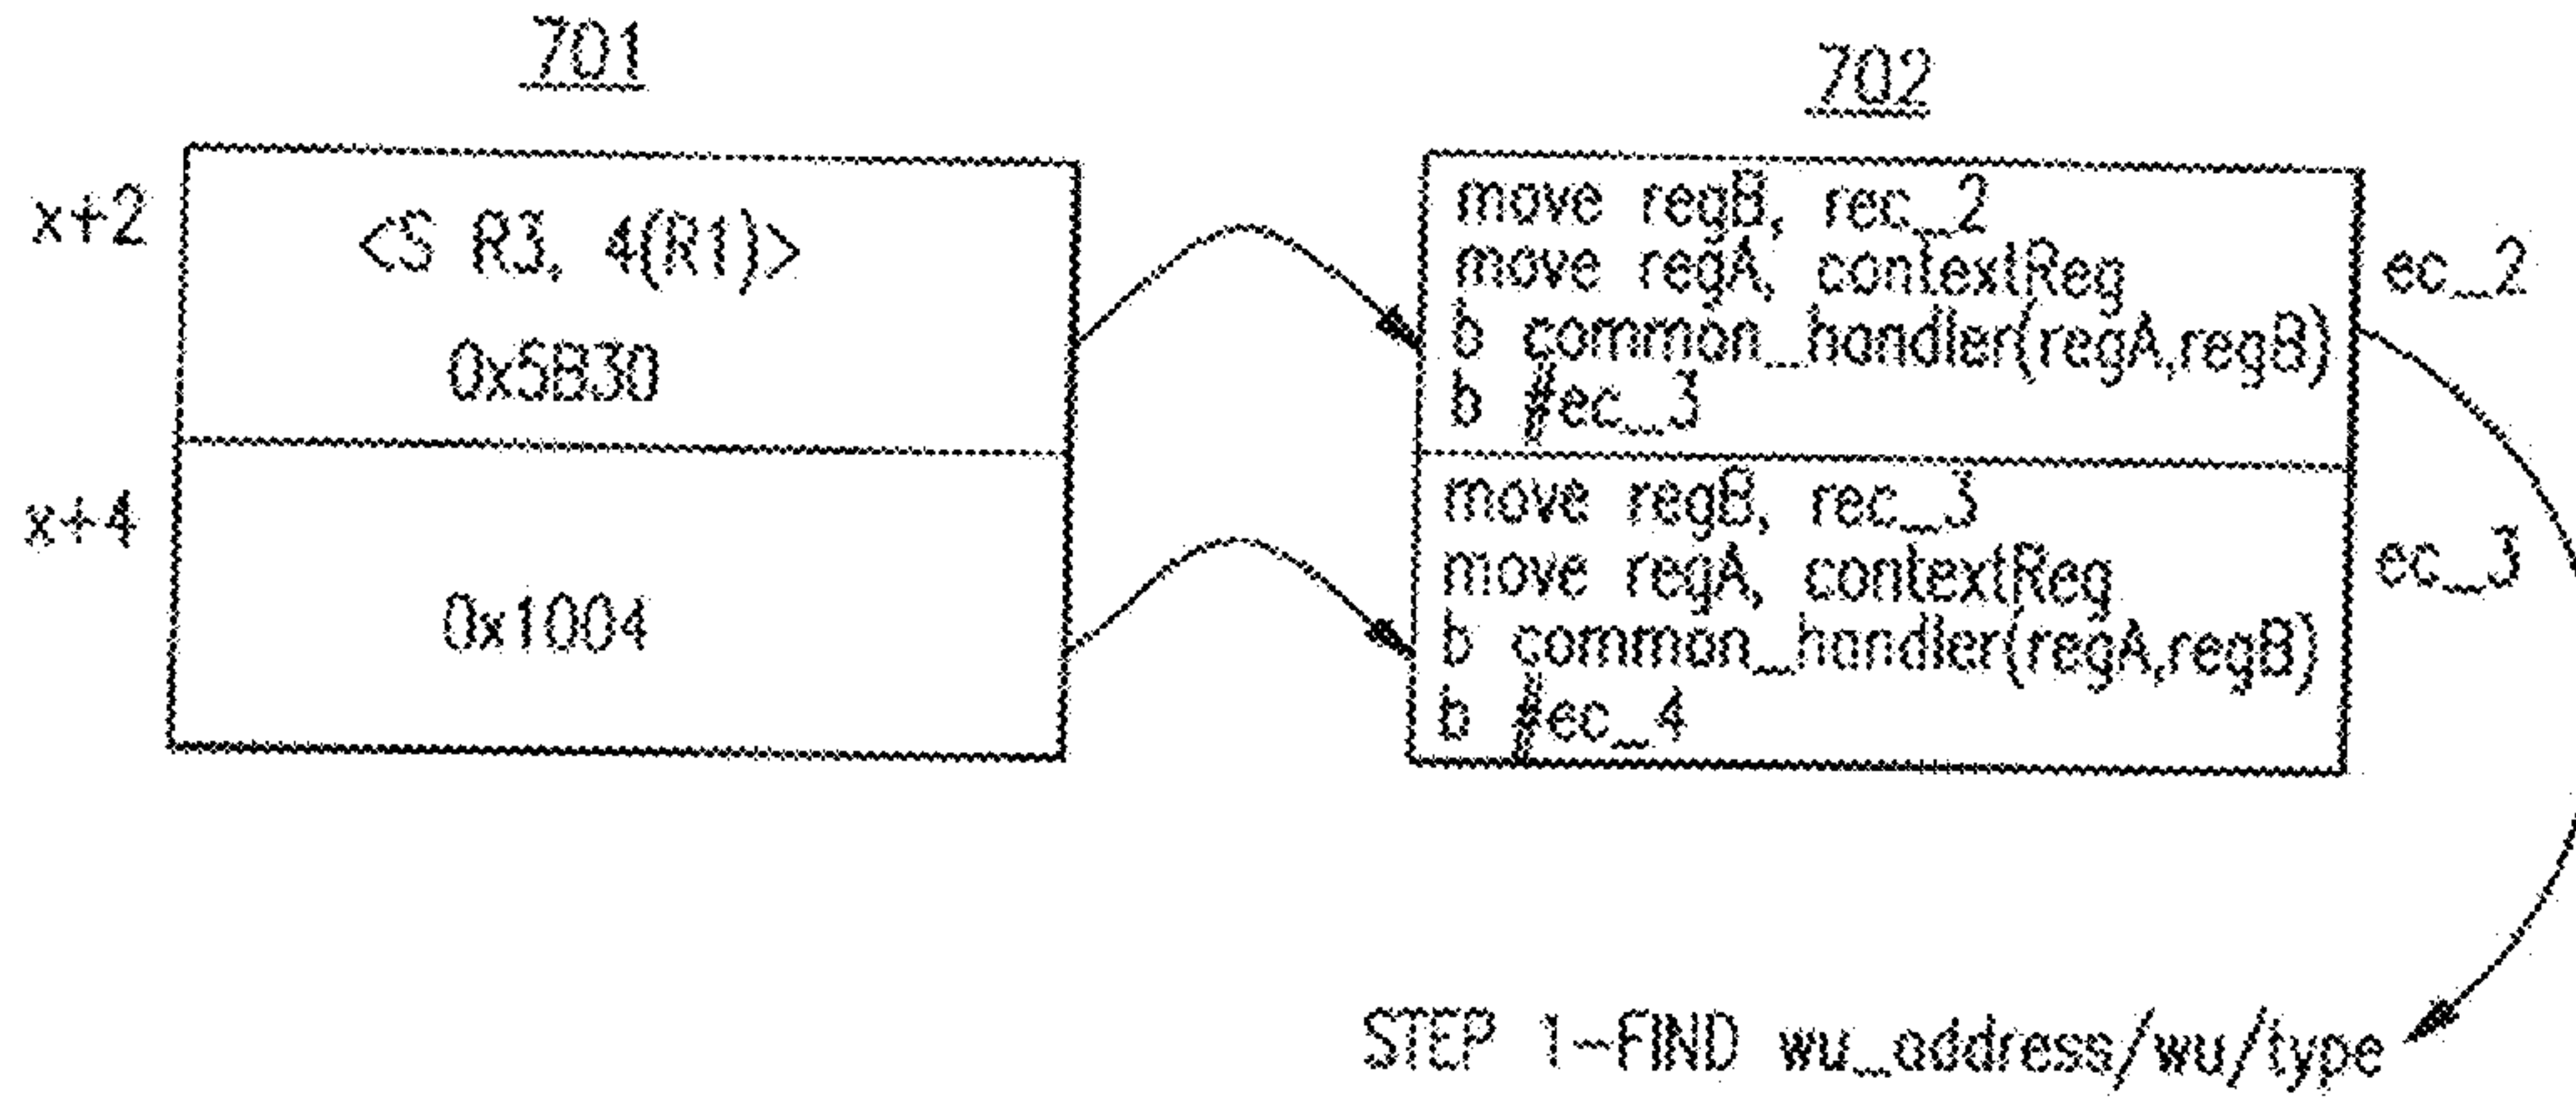 701
702
x+2
<S R3, 4(R1)>
0x5B30
x+4
0x1004
move regB, rec_2
move regA, contextReg
b common_handler(regA,regB)
b #ec_3
ec_2
move regB, rec_3
move regA, contextReg
b common_handler(regA,regB)
b #ec_4
ec_3
STEP 1-FIND wu_address/wu/type